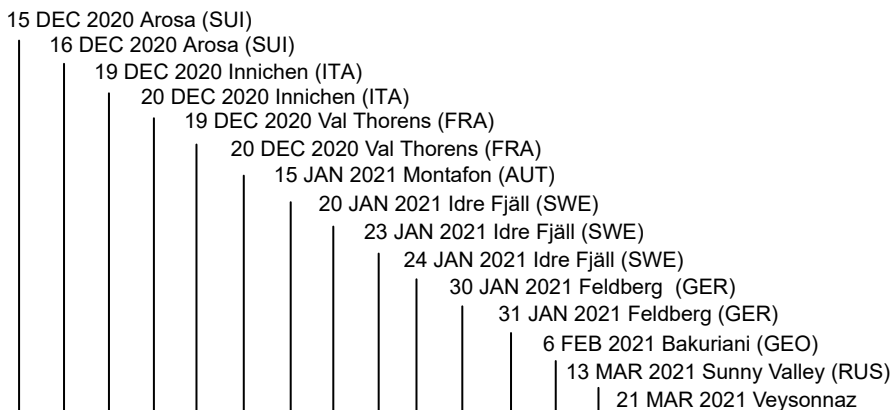 15 DEC 2020 Arosa (SUI)
16 DEC 2020 Arosa (SUI)
19 DEC 2020 Innichen (ITA)
20 DEC 2020 Innichen (ITA)
19 DEC 2020 Val Thorens (FRA)
20 DEC 2020 Val Thorens (FRA)
15 JAN 2021 Montafon (AUT)
20 JAN 2021 Idre Fjäll (SWE)
23 JAN 2021 Idre Fjäll (SWE)
24 JAN 2021 Idre Fjäll (SWE)
30 JAN 2021 Feldberg (GER)
31 JAN 2021 Feldberg (GER)
6 FEB 2021 Bakuriani (GEO)
13 MAR 2021 Sunny Valley (RUS)
21 MAR 2021 Veysonnaz